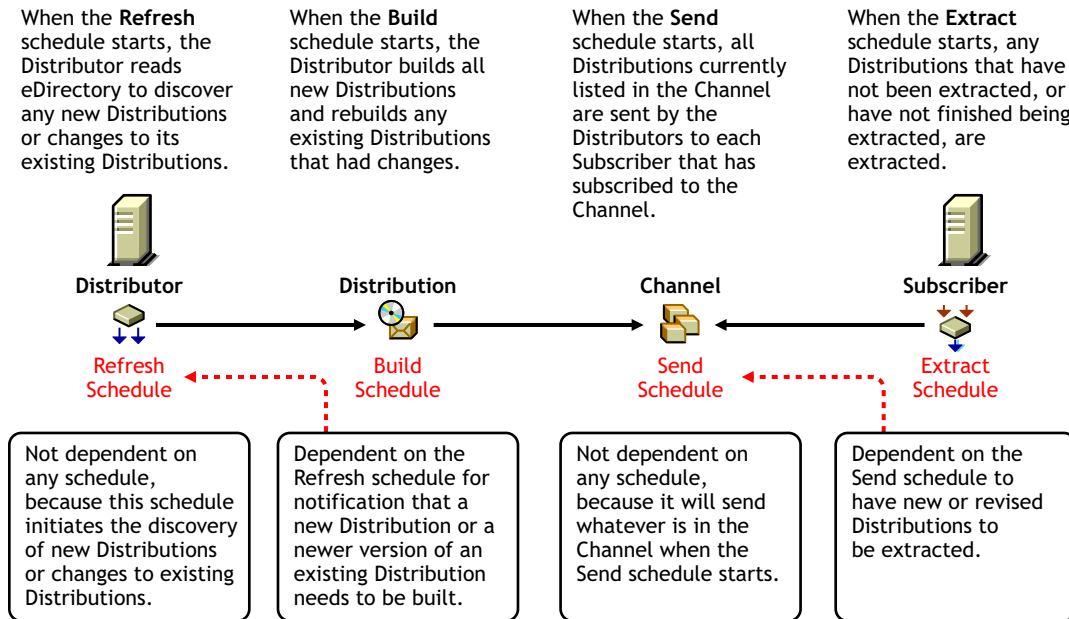 When the Refresh
schedule starts, the
Distributor reads
eDirectory to discover
any new Distributions
or changes to its
existing Distributions.
When the Build
schedule starts, the
Distributor builds all
new Distributions
and rebuilds any
existing Distributions
that had changes.
When the Send
schedule starts, all
Distributions currently
listed in the Channel
are sent by the
Distributors to each
Subscriber that has
subscribed to the
Channel.
When the Extract
schedule starts, any
Distributions that have
not been extracted, or
have not finished being
extracted, are
extracted.
Distributor
Distribution
Channel
Subscriber
Refresh
Schedule
Build
Schedule
Send
Schedule
Extract
Schedule
Not dependent on
any schedule,
because this schedule
initiates the discovery
of new Distributions
or changes to existing
Distributions.
Dependent on the
Refresh schedule for
notification that a
new Distribution or a
newer version of an
existing Distribution
needs to be built.
Not dependent on
any schedule,
because it will send
whatever is in the
Channel when the
Send schedule starts.
Dependent on the
Send schedule to
have new or revised
Distributions to
be extracted.